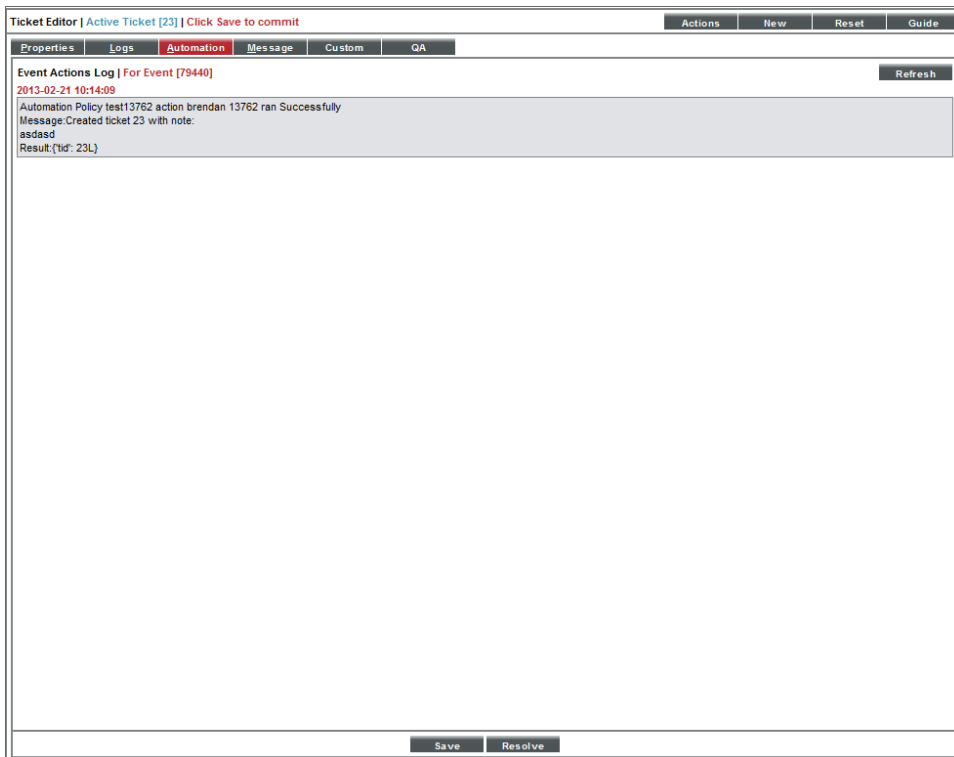 Ticket Editor | Active Ticket [23] | Click Save to commit
Actions New Reset Guide
Properties Logs Automation Message Custom QA
Event Actions Log | For Event [79440]
Refresh
2013-02-21 10:14:09
Automation Policy test13762 action brendan 13762 ran Successfully
Message:Created ticket 23 with note:
asdasd
Result:{'tid': 23L}
Save Resolve